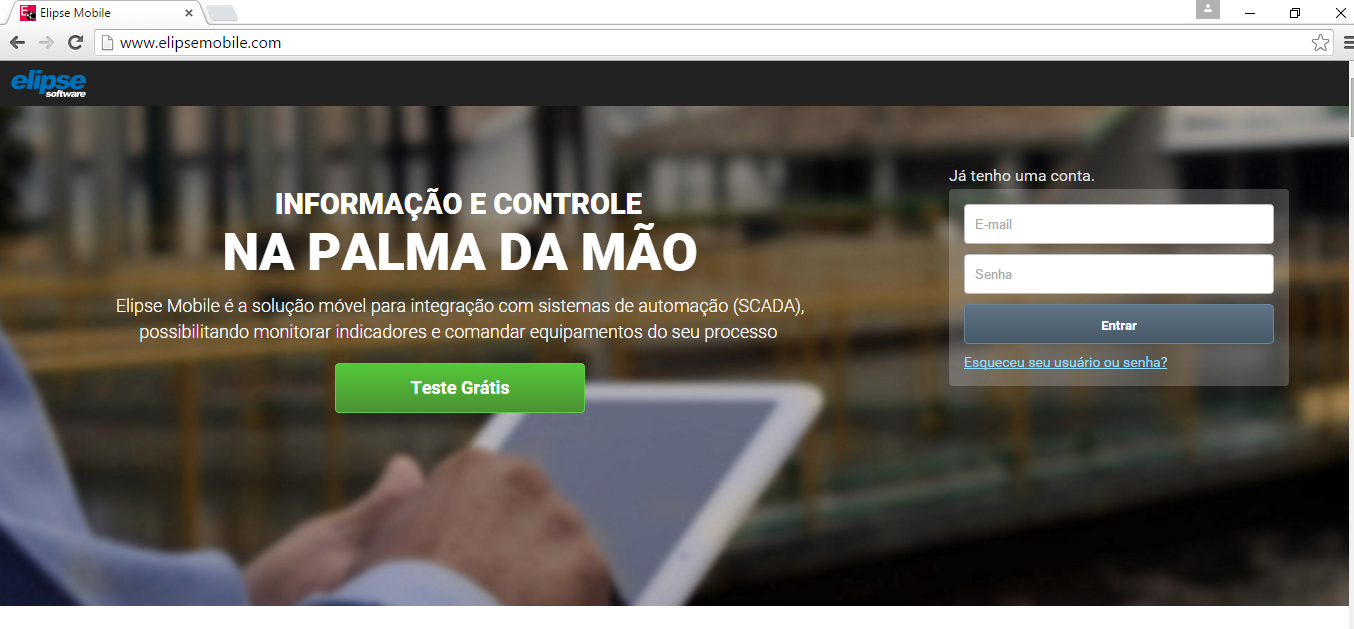 Elipse Mobile
www.elipsemobile.com
elipse
software
INFORMAÇÃO E CONTROLE
NA PALMA DA MÃO
Elipse Mobile é a solução móvel para integração com sistemas de automação (SCADA),
possibilitando monitorar indicadores e comandar equipamentos do seu processo
Teste Grátis
Já tenho uma conta.
E-mail
Senha
Entrar
Esqueceu seu usuário ou senha?